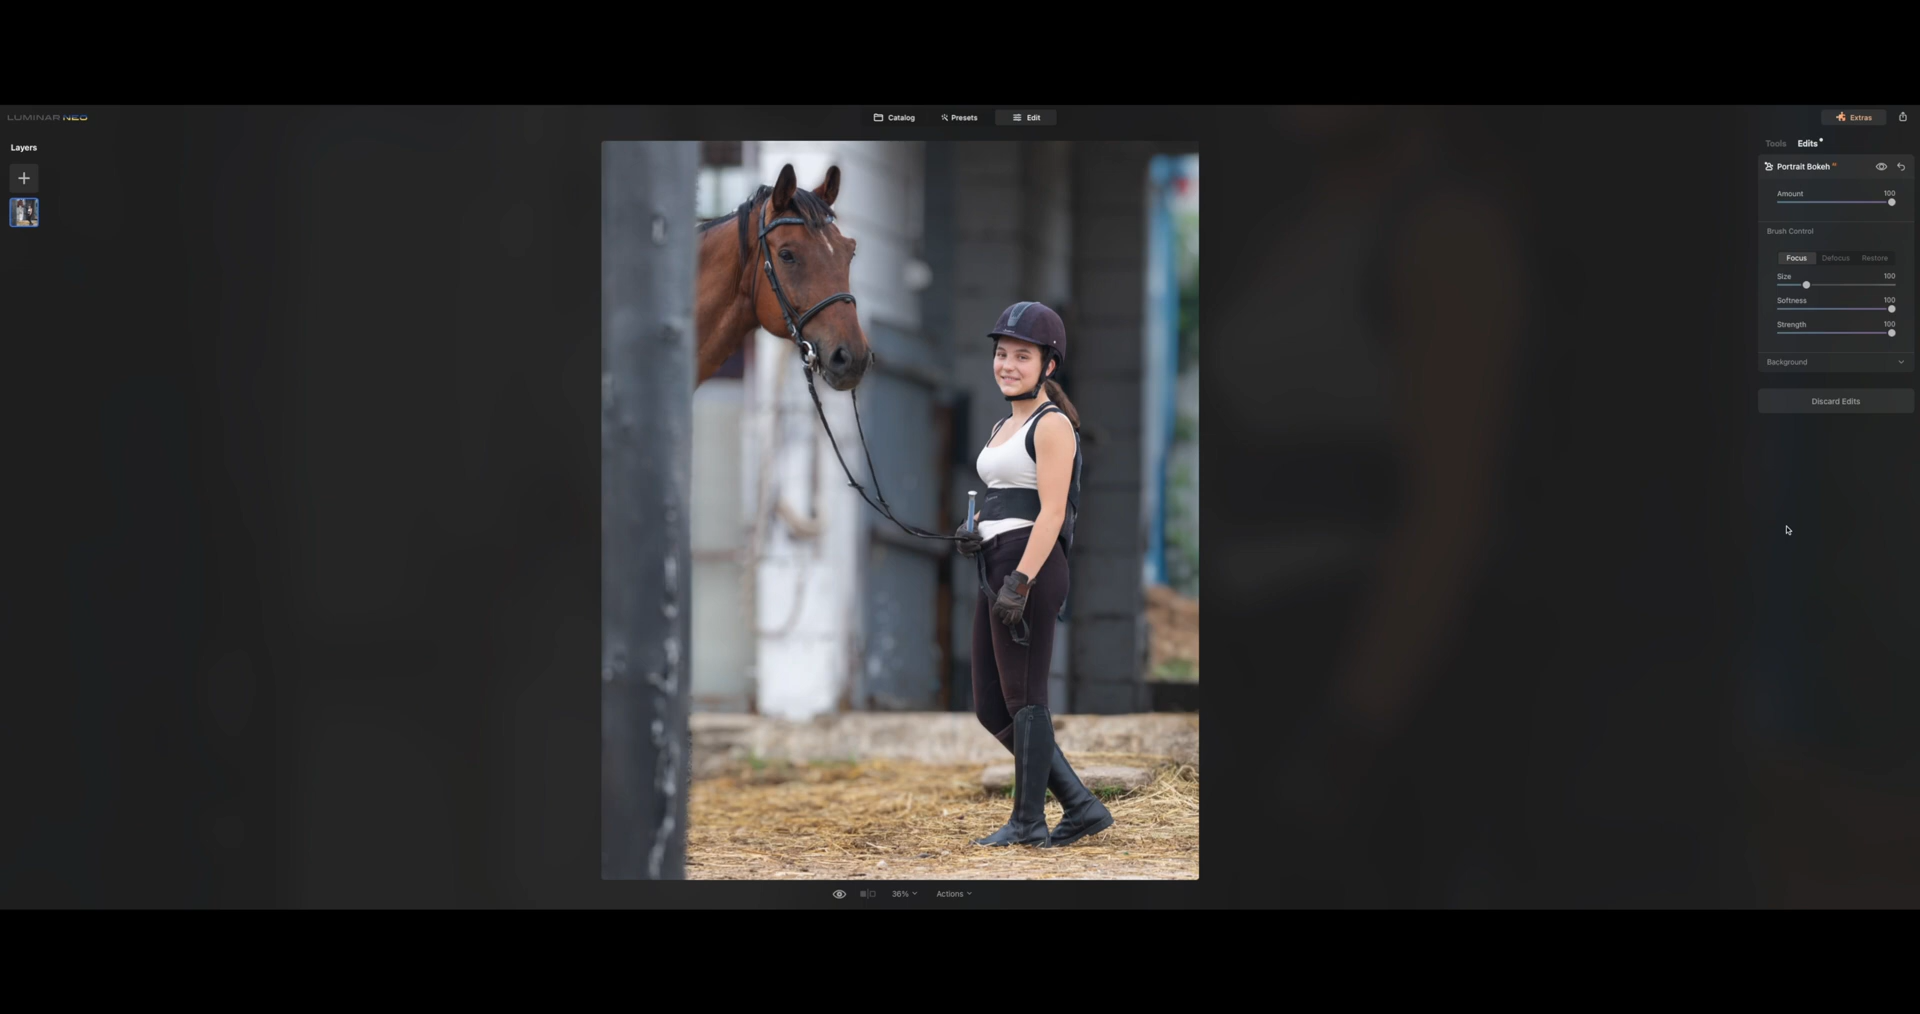 LUMINAR NEO
Catalog
Presets
Edit
Extras
Layers
Tools
Edits
Portrait Bokeh AI
Amount 100
Brush Control
Focus
Defocus
Restore
Size 100
Softness 100
Strength 100
Background
Discard Edits
36%
Actions